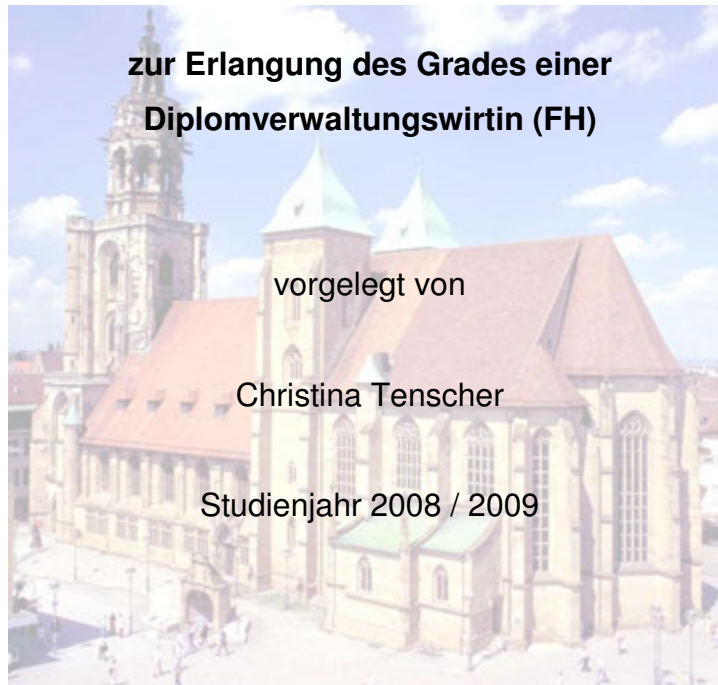 zur Erlangung des Grades einer
Diplomverwaltungswirtin (FH)
vorgelegt von
Christina Tenscher
Studienjahr 2008 / 2009